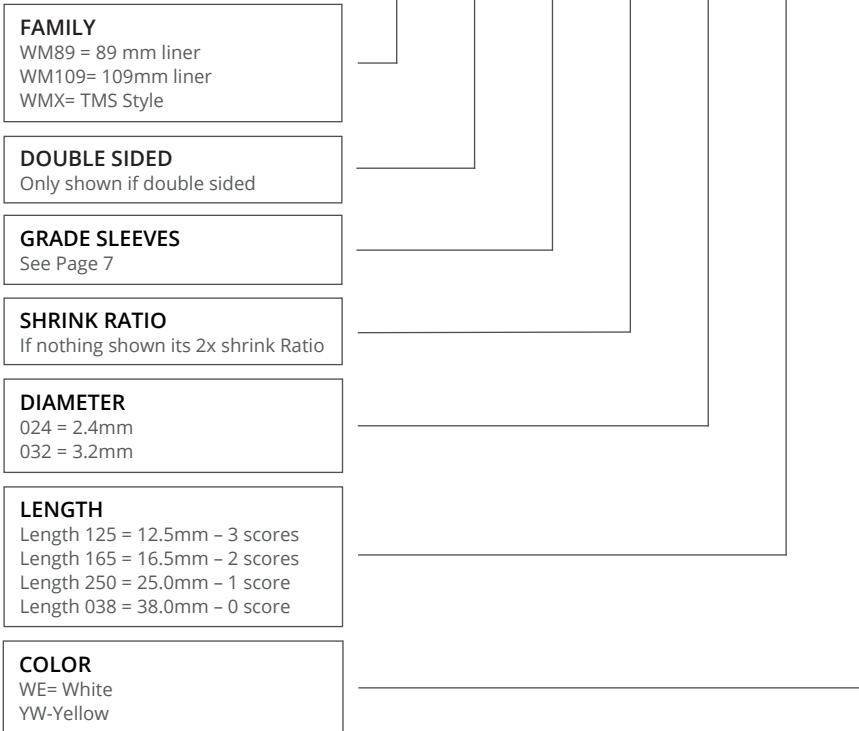 FAMILY
WM89 = 89 mm liner
WM109= 109mm liner
WMX= TMS Style
DOUBLE SIDED
Only shown if double sided
GRADE SLEEVES
See Page 7
SHRINK RATIO
If nothing shown its 2x shrink Ratio
DIAMETER
024 = 2.4mm
032 = 3.2mm
LENGTH
Length 125 = 12.5mm – 3 scores
Length 165 = 16.5mm – 2 scores
Length 250 = 25.0mm – 1 score
Length 038 = 38.0mm – 0 score
COLOR
WE= White
YW-Yellow